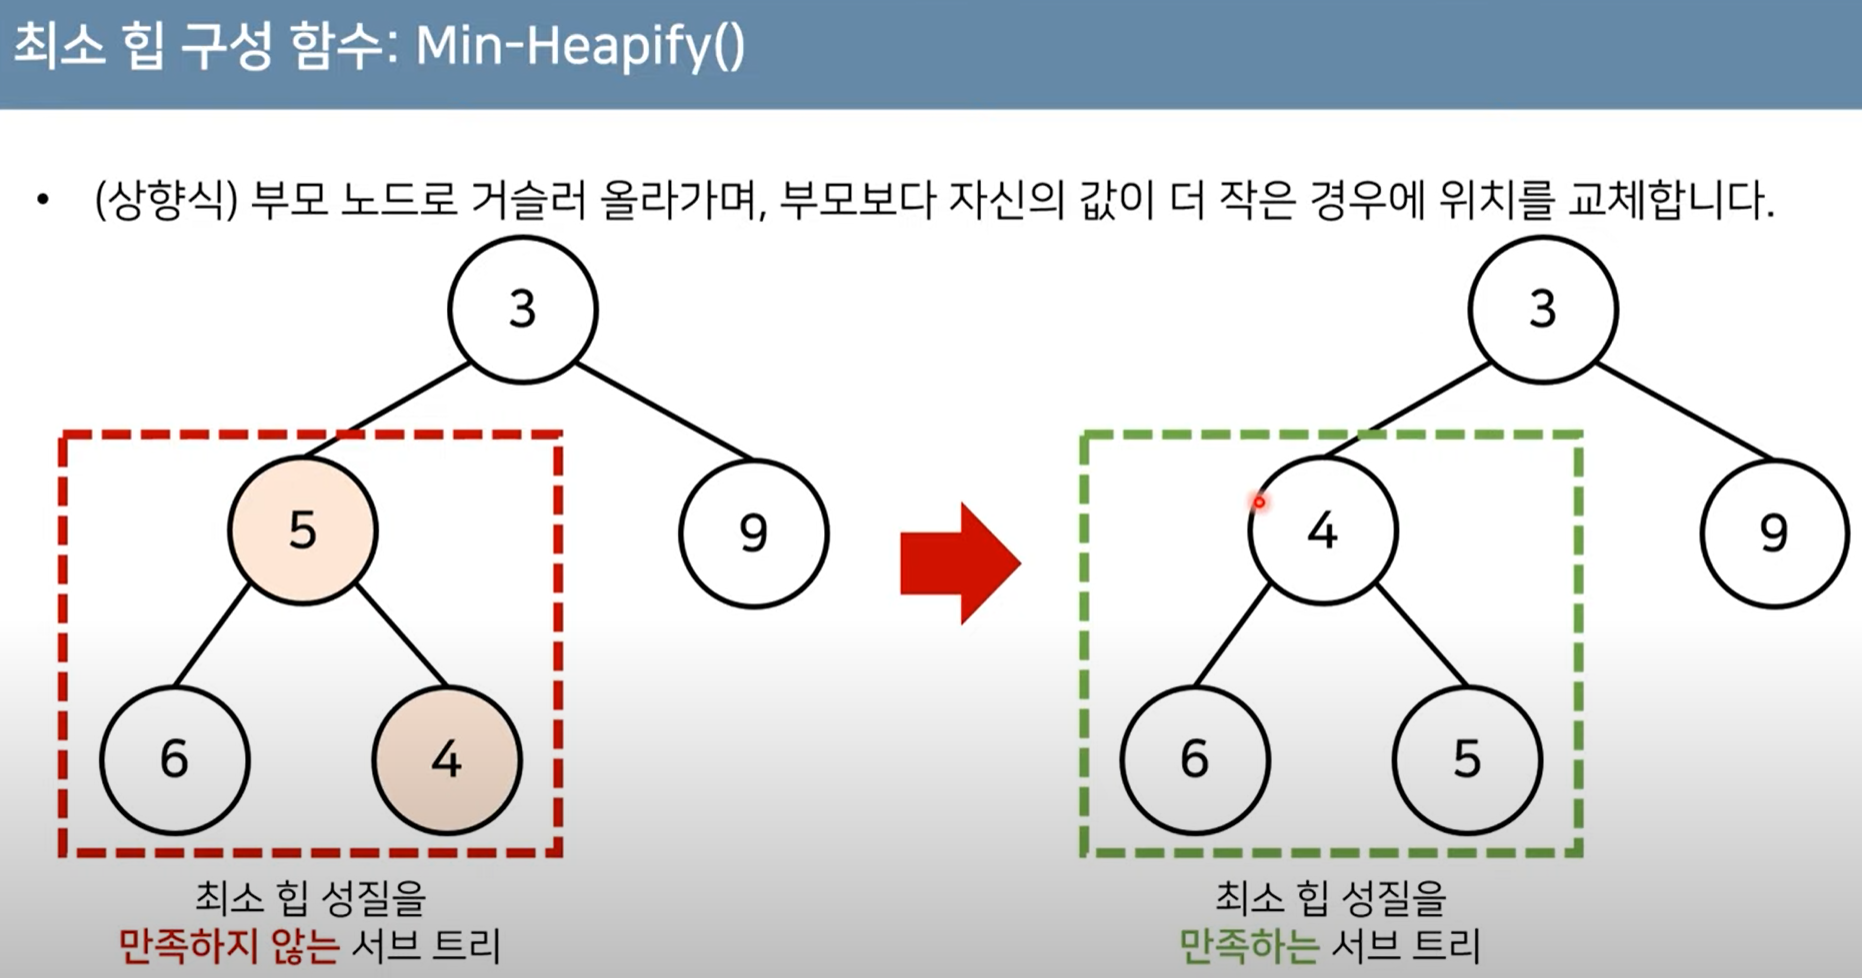 최소 힙 구성 함수: Min-Heapify()
• (상향식) 부모 노드로 거슬러 올라가며, 부모보다 자신의 값이 더 작은 경우에 위치를 교체합니다.
3
5
9
6
4
최소 힙 성질을
만족하지 않는 서브 트리
3
4
9
6
5
최소 힙 성질을
만족하는 서브 트리